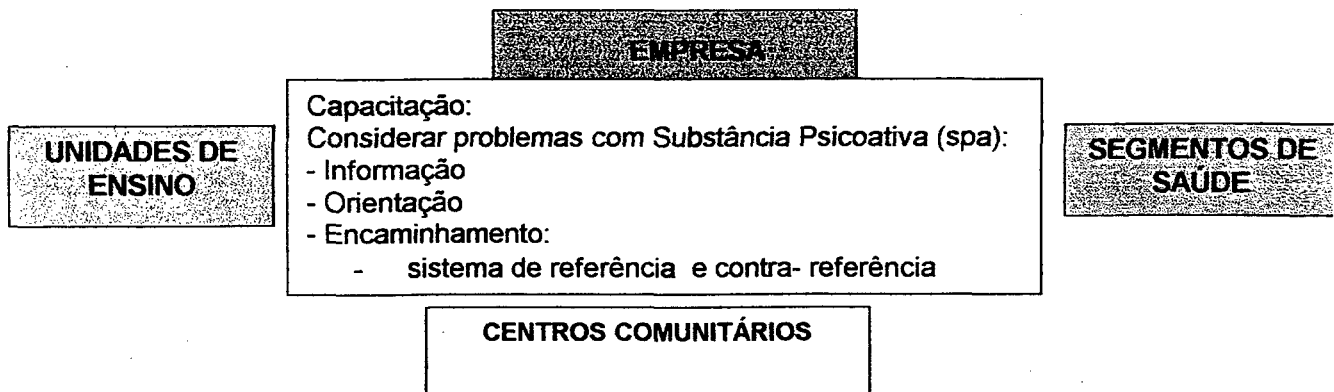 EMPRESA
Capacitação:
Considerar problemas com Substância Psicoativa (spa):
- Informação
- Orientação
- Encaminhamento:
- sistema de referência e contra- referência
UNIDADES DE
ENSINO
SEGMENTOS DE
SAÚDE
CENTROS COMUNITÁRIOS